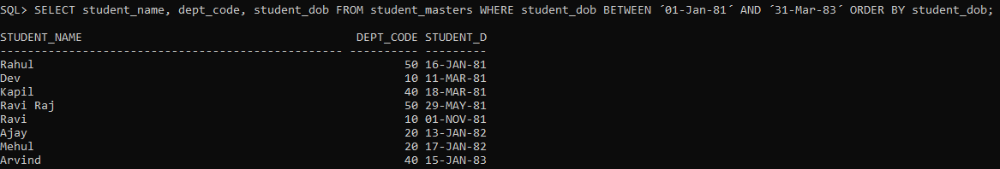 SQL> SELECT student_name, dept_code, student_dob FROM student_masters WHERE student_dob BETWEEN ´01-Jan-81´ AND ´31-Mar-83´ ORDER BY student_dob;
STUDENT_NAME                                        DEPT_CODE STUDENT_D
-------------------------------------------------- ---------- ---------
Rahul                                                      50 16-JAN-81
Dev                                                        10 11-MAR-81
Kapil                                                      40 18-MAR-81
Ravi Raj                                                   50 29-MAY-81
Ravi                                                       10 01-NOV-81
Ajay                                                       20 13-JAN-82
Mehul                                                      20 17-JAN-82
Arvind                                                     40 15-JAN-83